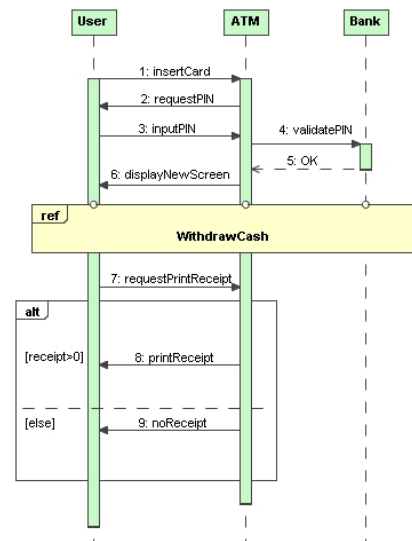 User ATM Bank
1: insertCard
2: requestPIN
3: inputPIN
4: validatePIN
5: OK
6: displayNewScreen
ref
WithdrawCash
7: requestPrintReceipt
alt
[receipt>0]
8: printReceipt
[else]
9: noReceipt